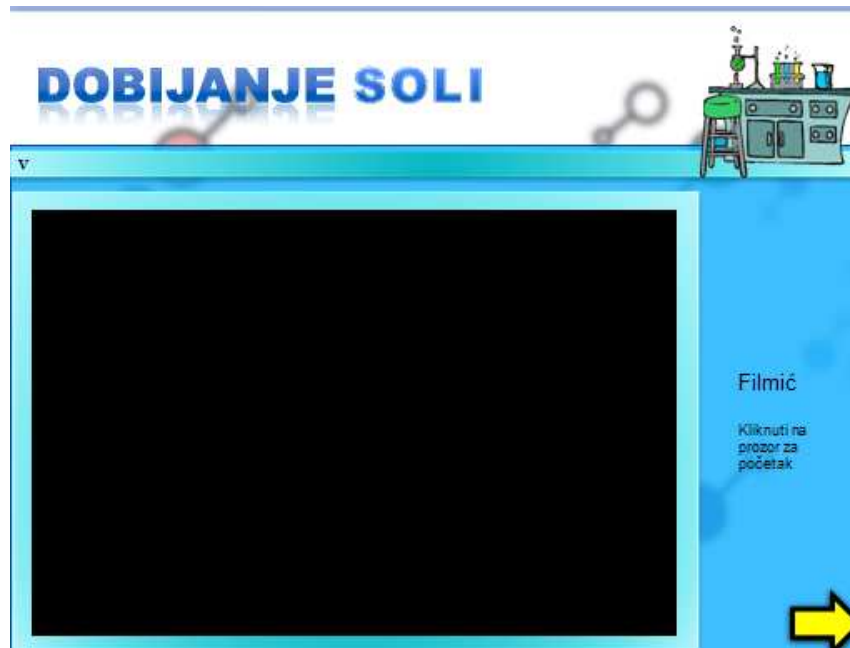 DOBIJANJE SOLI
v
Filmić
Kliknuti na
prozor za
početak